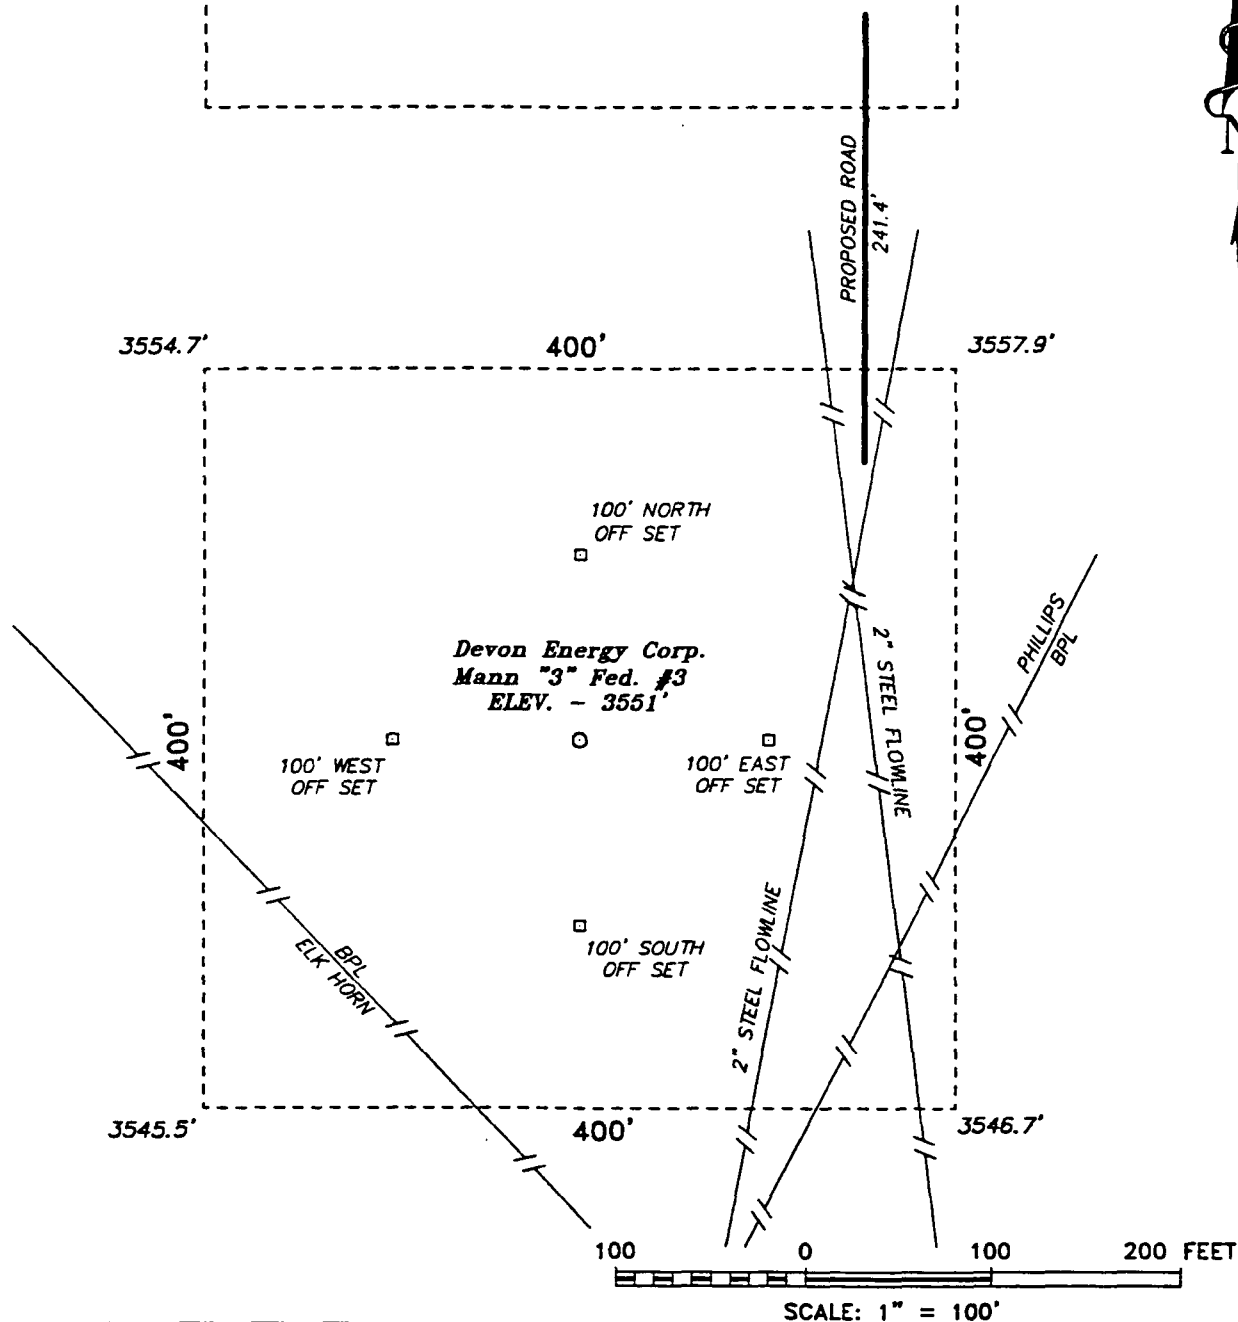 N
PROPOSED ROAD
241.4'
3554.7'
400'
3557.9'
100' NORTH
OFF SET
PHILLIPS
BPL
2" STEEL FLOWLINE
Devon Energy Corp.
Mann "3" Fed. #3
ELEV. - 3551'
400'
400'
100' WEST
OFF SET
100' EAST
OFF SET
2" STEEL FLOWLINE
BPL
ELK HORN
100' SOUTH
OFF SET
3545.5'
400'
3546.7'
100 0 100 200 FEET
SCALE: 1" = 100'